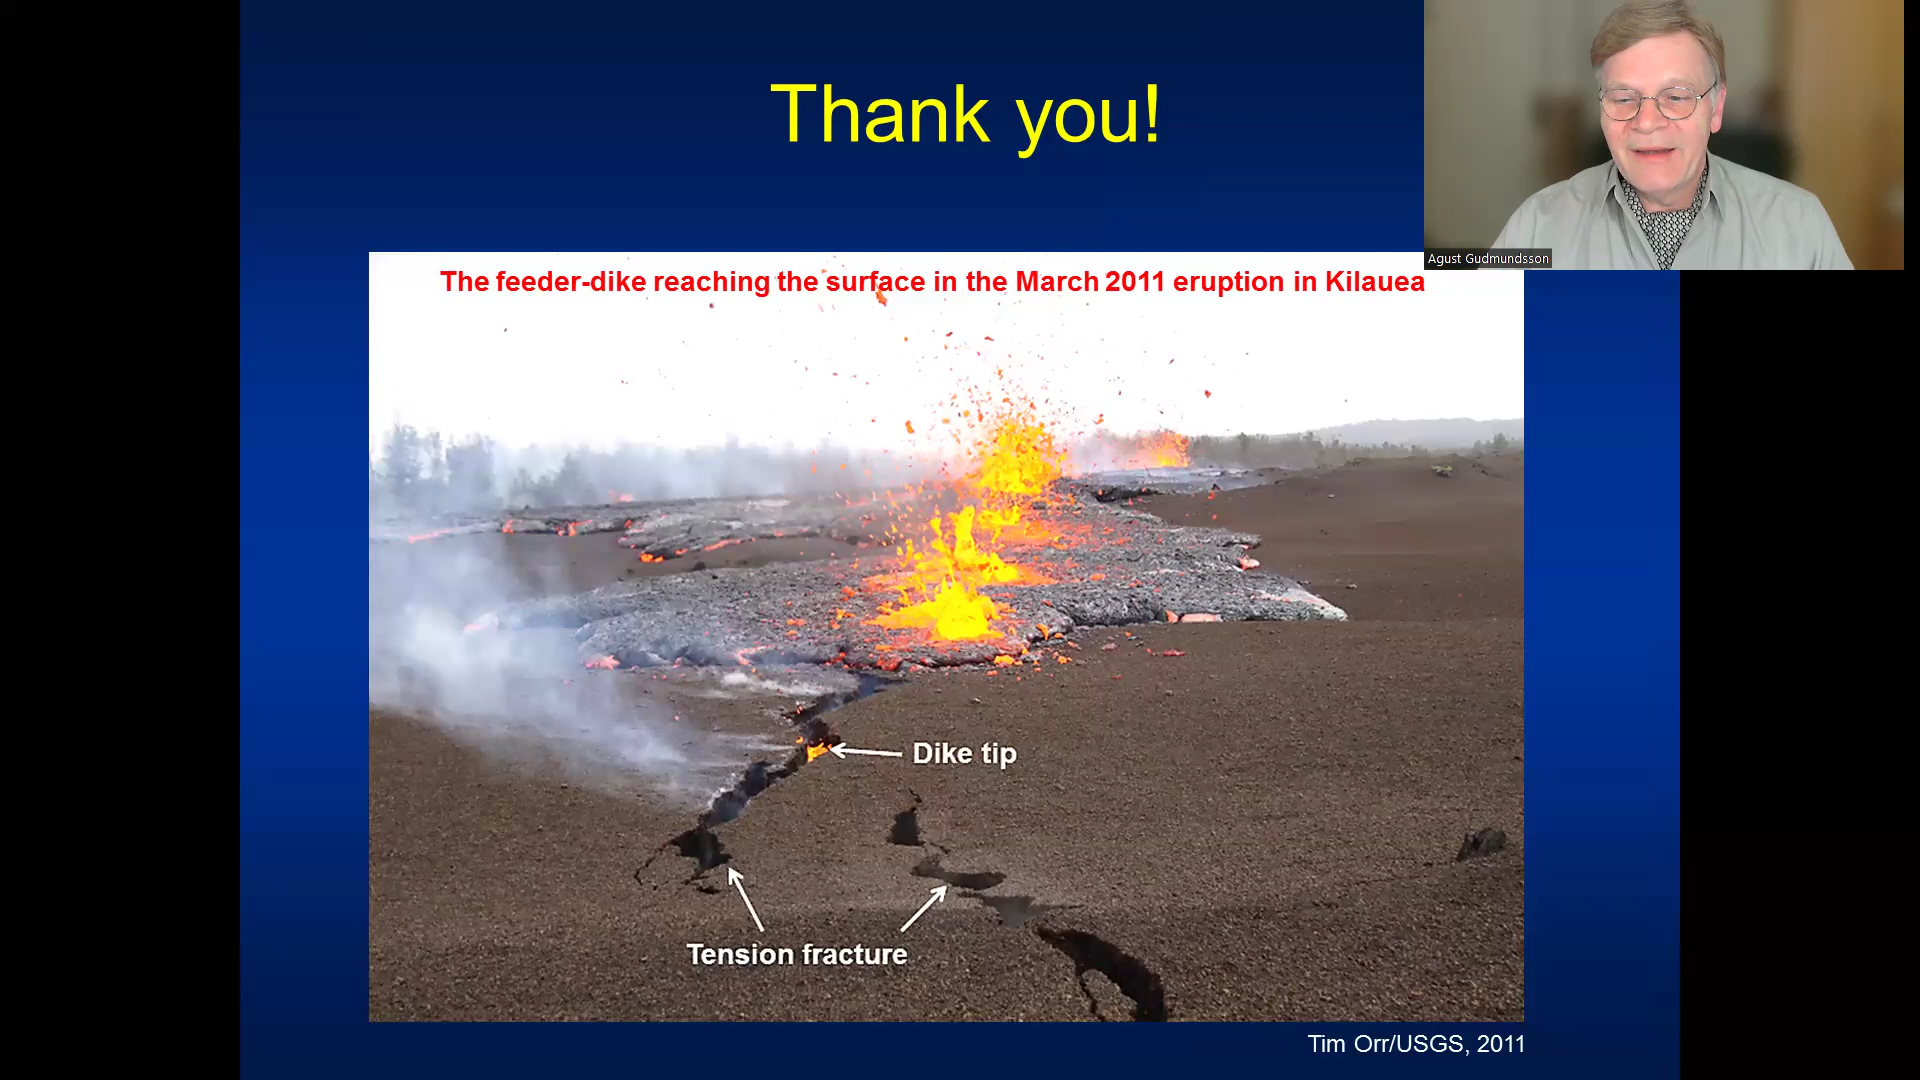 Thank you!
Agust Gudmundsson
The feeder-dike reaching the surface in the March 2011 eruption in Kilauea
Dike tip
Tension fracture
Tim Orr/USGS, 2011